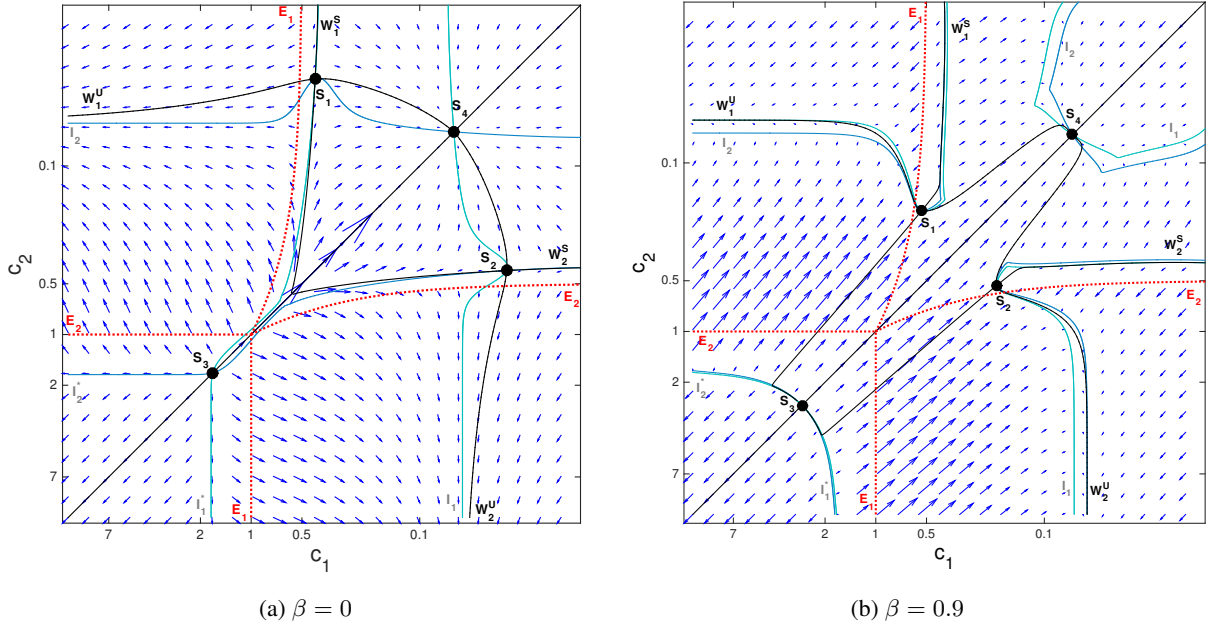 E₁
W₁ˢ
W₁ᵁ
I₂
S₁
S₄
0.1
S₂
W₂ˢ
0.5
E₂
E₂
1
S₃
2
I₂*
7
I₁*
E₁
I₁
W₂ᵁ
7
2
1
0.5
0.1
c₁
c₂
(a) β = 0
E₁
W₁ˢ
I₂
W₁ᵁ
I₂
S₄
I₁
0.1
S₁
W₂ˢ
0.5
S₂
E₂
1
E₂
2
I₂*
S₃
7
I₁*
E₁
I₁
W₂ᵁ
7
2
1
0.5
0.1
c₁
c₂
(b) β = 0.9